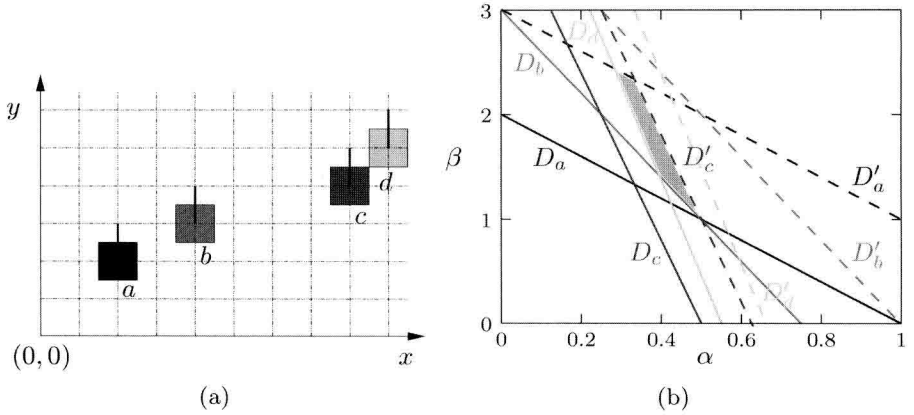 y
a
b
c
d
(0, 0)
x
(a)
3
2
β
1
0
0
0.2
0.4
0.6
0.8
1
α
D_d
D_b
D_a
D'_c
D'_a
D'_b
D_c
D'_d
(b)